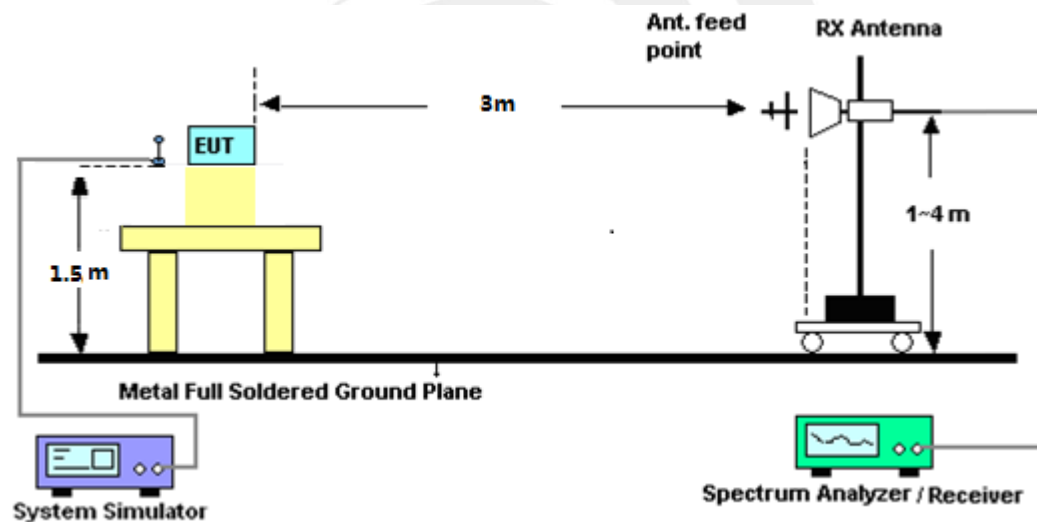 Ant. feed
point
RX Antenna
3m
EUT
1~4 m
1.5 m
Metal Full Soldered Ground Plane
System Simulator
Spectrum Analyzer / Receiver